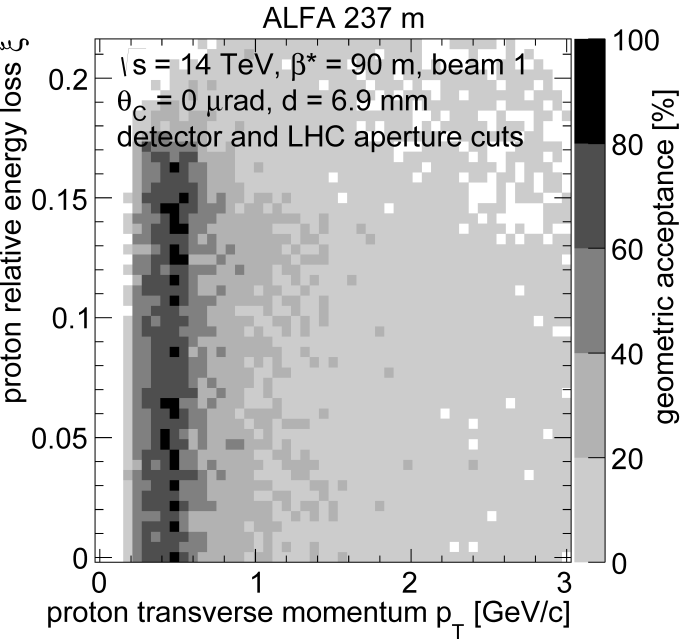 ALFA 237 m
√s = 14 TeV, β* = 90 m, beam 1
θC = 0 μrad, d = 6.9 mm
detector and LHC aperture cuts
proton relative energy loss ξ
0.2
0.15
0.1
0.05
0
0 1 2 3
proton transverse momentum pT [GeV/c]
100
80
60
40
20
0
geometric acceptance [%]